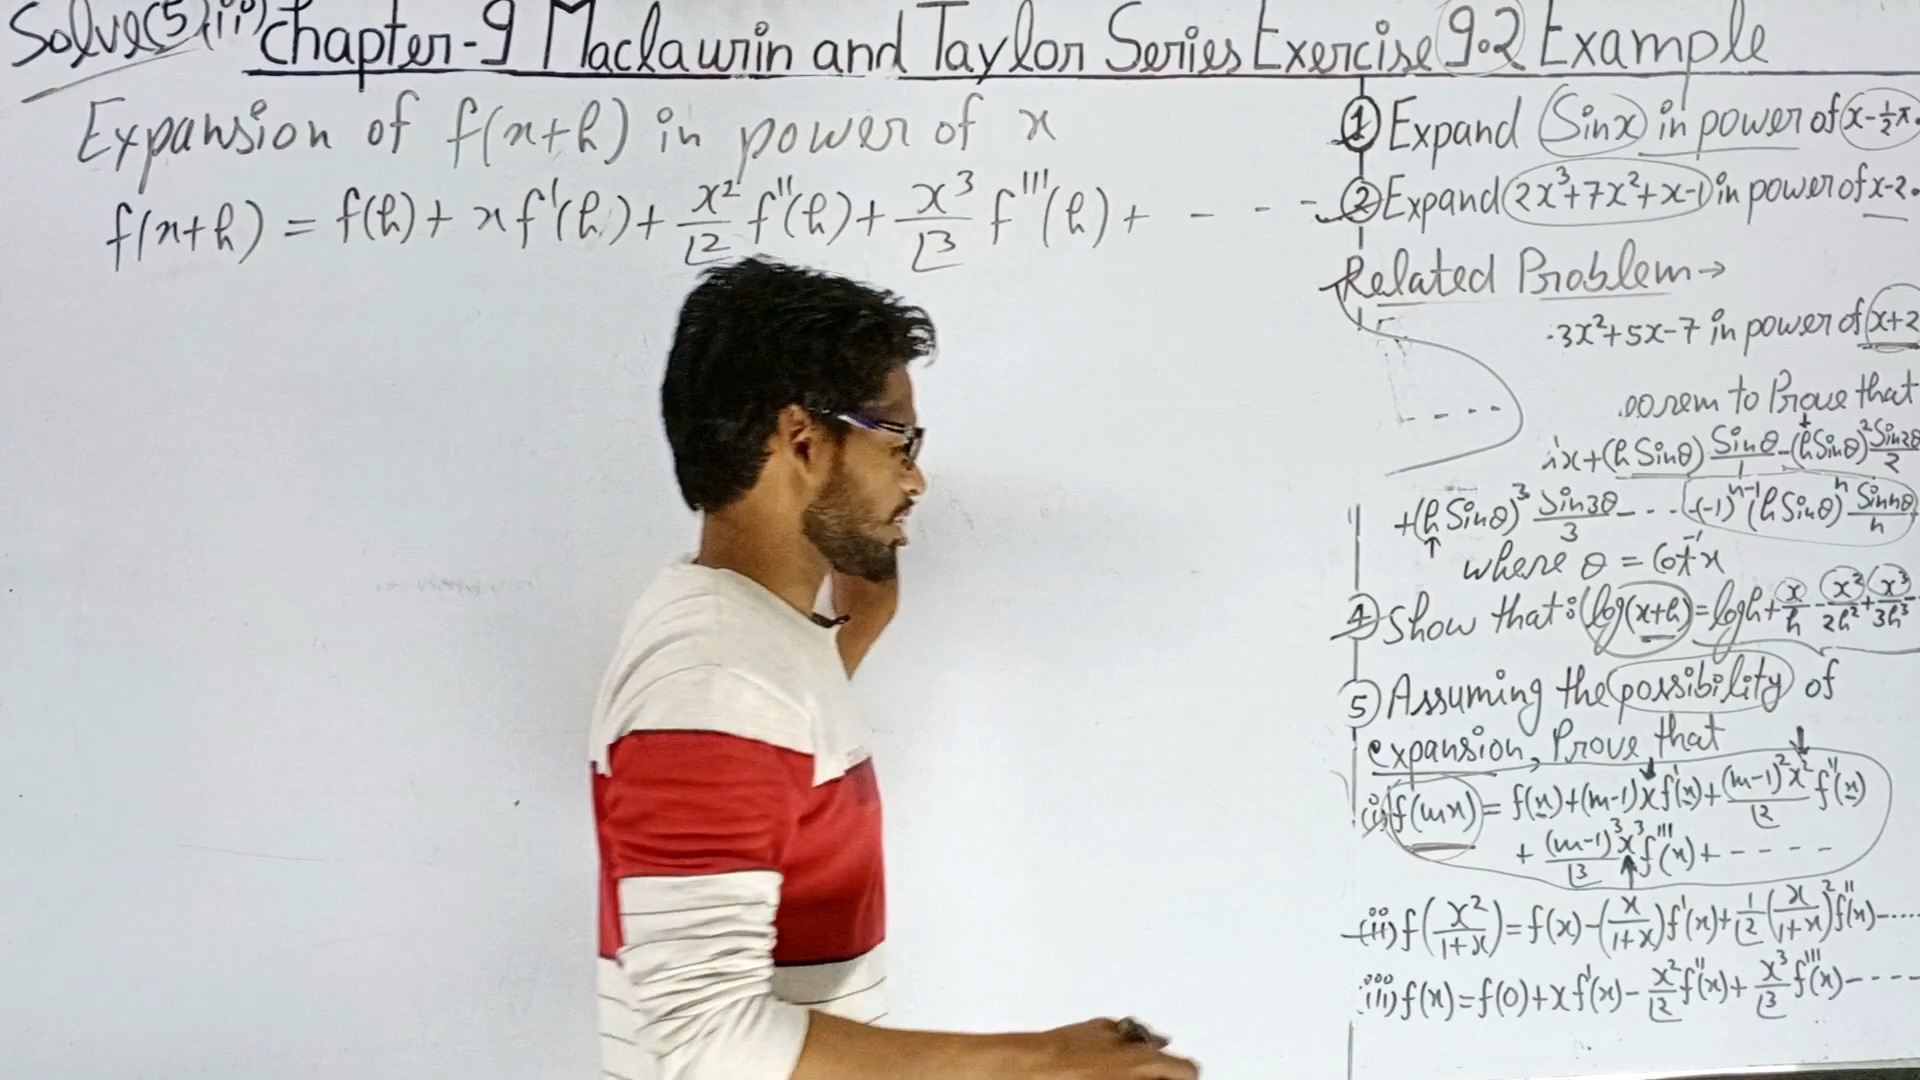 Solve(5)(ii) Chapter-9 Maclaurin and Taylor Series Exercise 9.2 Example
Expansion of f(x+h) in power of x
f(x+h) = f(h) + x f'(h) + x²/⌊2 f''(h) + x³/⌊3 f'''(h) + - - - -
① Expand Sinx in power of x-½π.
② Expand 2x³+7x²+x-1 in power of x-2.
Related Problem→
3x²+5x-7 in power of x+2
orem to Prove that
x+(h Sinθ) Sinθ/1 - (h Sinθ)² Sin2θ/2
+(h Sinθ)³ Sin3θ/3 - - - - (-1)ⁿ⁻¹ (h Sinθ)ⁿ Sinnθ/n
where θ = Cot⁻¹x
④ Show that: log(x+h) = logh + x/h - x²/2h² + x³/3h³ -
⑤ Assuming the possibility of
expansion, Prove that
(i) f(mx) = f(x) + (m-1)x f'(x) + (m-1)²x²/⌊2 f''(x)
+ (m-1)³x³/⌊3 f'''(x) + - - - -
(ii) f(x²/1+x) = f(x) - (x/1+x) f'(x) + 1/⌊2 (x/1+x)² f''(x) - ....
(iii) f(x) = f(0) + x f'(x) - x²/⌊2 f''(x) + x³/⌊3 f'''(x) - - - - -